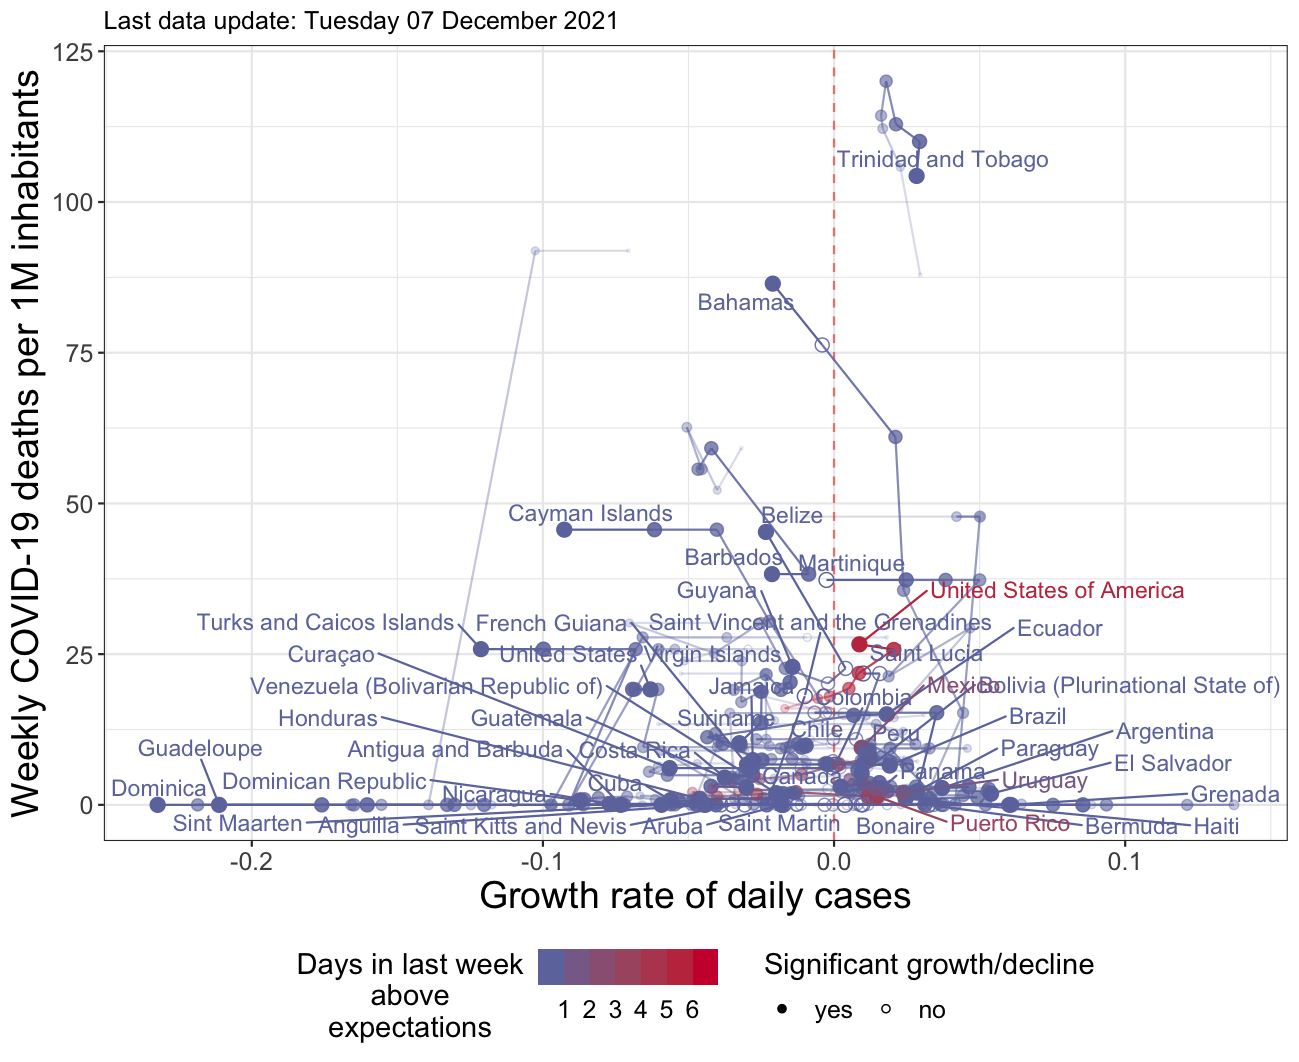 Last data update: Tuesday 07 December 2021
Weekly COVID-19 deaths per 1M inhabitants
125
100
75
50
25
0
Trinidad and Tobago
Bahamas
Cayman Islands
Belize
Barbados
Martinique
Guyana
United States of America
Turks and Caicos Islands
French Guiana
Saint Vincent and the Grenadines
Ecuador
Curaçao
United States Virgin Islands
Saint Lucia
Venezuela (Bolivarian Republic of)
Jamaica
Colombia
Mexico
Bolivia (Plurinational State of)
Honduras
Guatemala
Suriname
Chile
Peru
Brazil
Argentina
Guadeloupe
Antigua and Barbuda
Costa Rica
Paraguay
El Salvador
Dominica
Dominican Republic
Nicaragua
Cuba
Canada
Panama
Uruguay
Grenada
Sint Maarten
Anguilla
Saint Kitts and Nevis
Aruba
Saint Martin
Bonaire
Puerto Rico
Bermuda
Haiti
-0.2
-0.1
0.0
0.1
Growth rate of daily cases
Days in last week
above
expectations
1 2 3 4 5 6
Significant growth/decline
yes
no